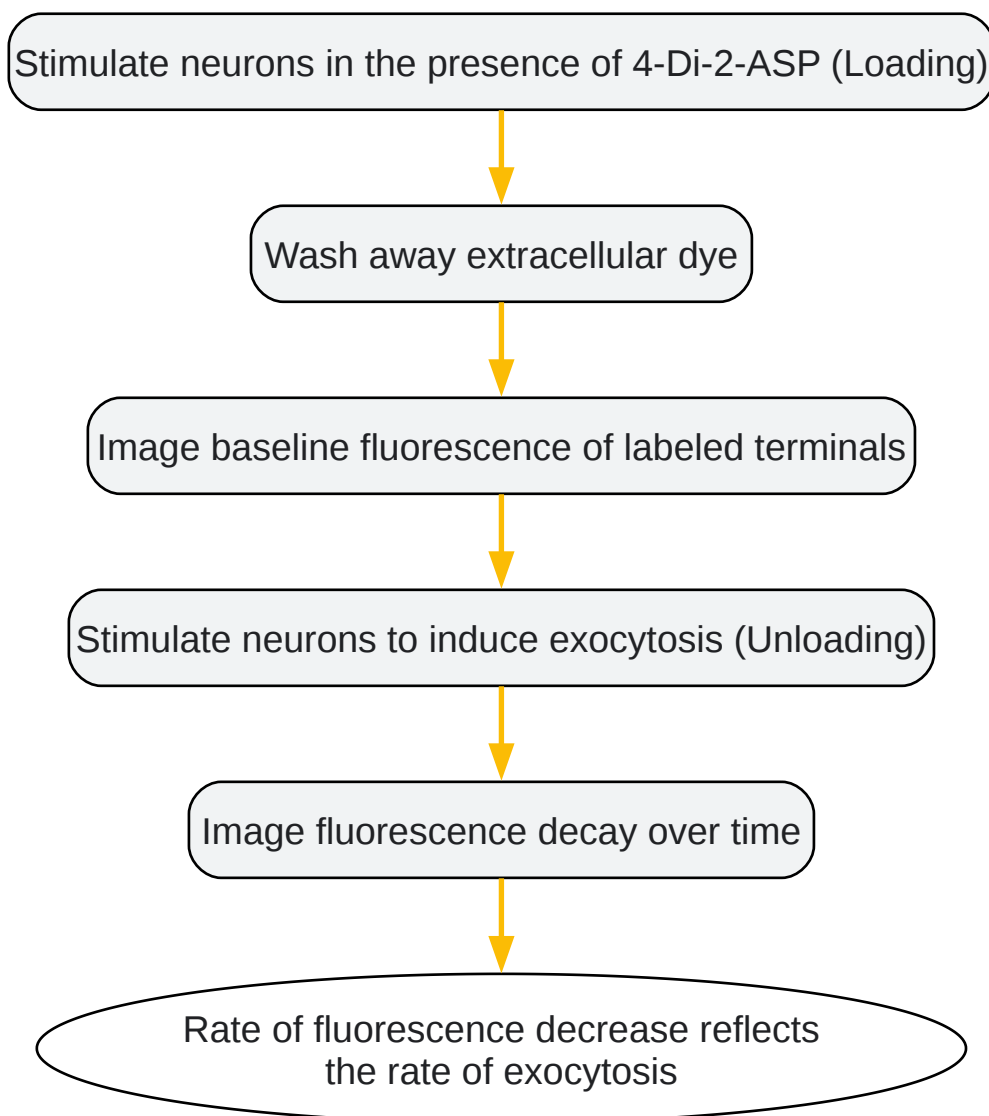 Stimulate neurons in the presence of 4-Di-2-ASP (Loading)
Wash away extracellular dye
Image baseline fluorescence of labeled terminals
Stimulate neurons to induce exocytosis (Unloading)
Image fluorescence decay over time
Rate of fluorescence decrease reflects
the rate of exocytosis